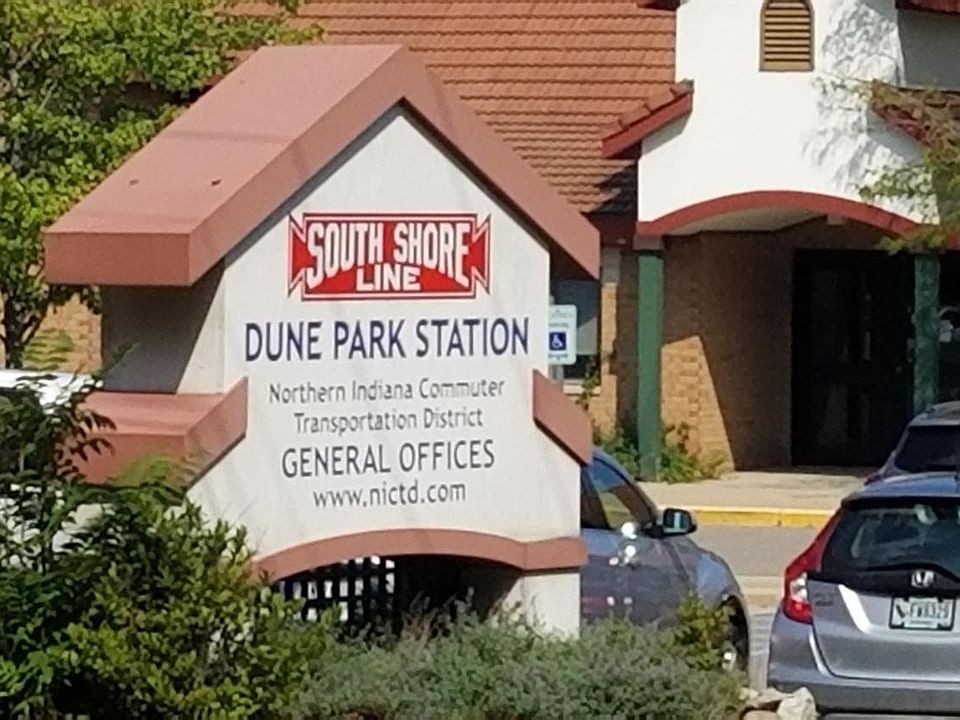 SOUTH SHORE
LINE
DUNE PARK STATION
Northern Indiana Commuter
Transportation District
GENERAL OFFICES
www.nictd.com